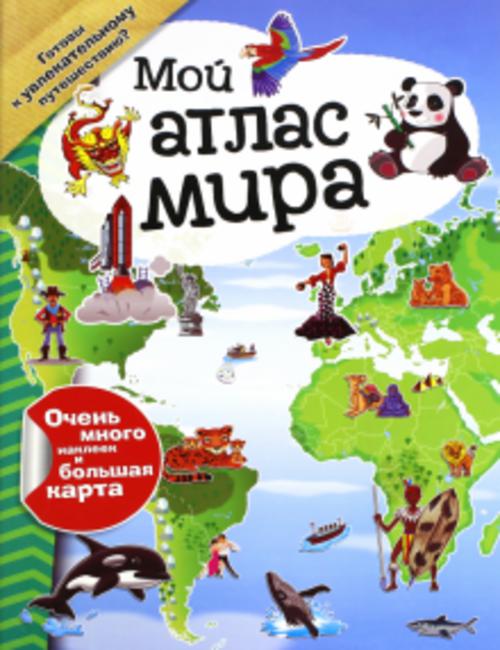 Готовы
к увлекательному
путешествию?
Мой
атлас
мира
Очень
много
наклеек
и
большая
карта